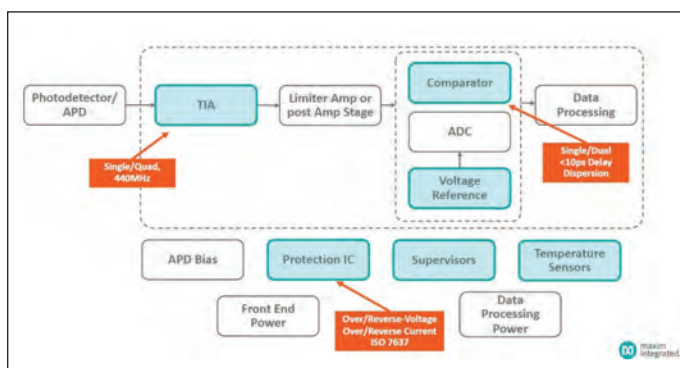 Photodetector/
APD
TIA
Limiter Amp or
post Amp Stage
Comparator
ADC
Voltage
Reference
Data
Processing
Single/Quad,
440MHz
Single/Dual
<10ps Delay
Dispersion
APD Bias
Protection IC
Supervisors
Temperature
Sensors
Front End
Power
Over/Reverse-Voltage
Over/Reverse Current
ISO 7637
Data
Processing
Power
maxim
integrated.